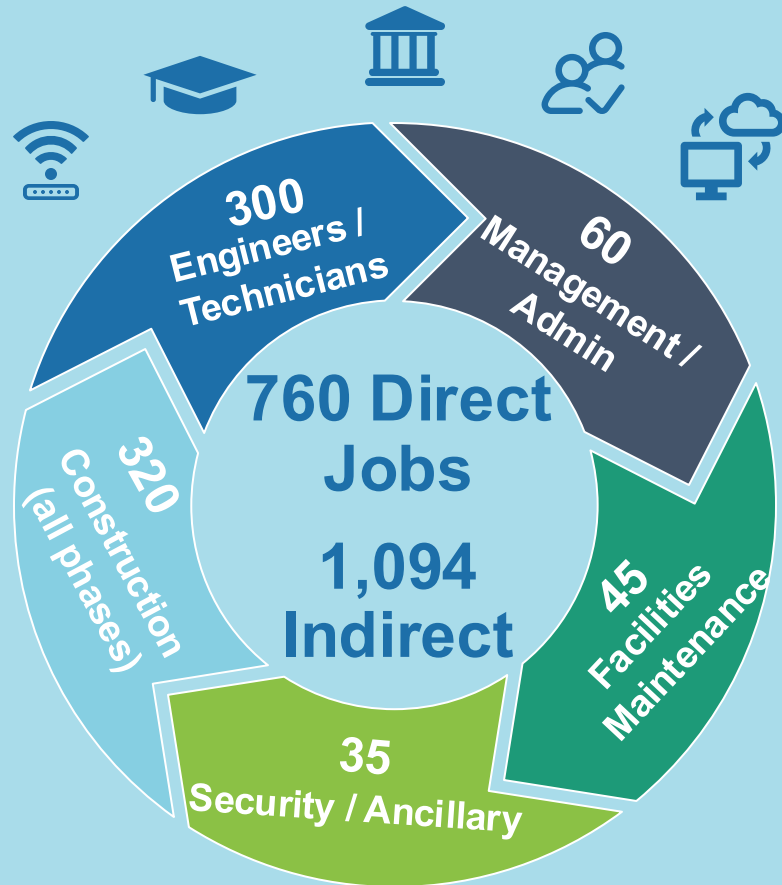 300
Engineers /
Technicians
60
Management /
Admin
45
Facilities
Maintenance
35
Security / Ancillary
320
Construction
(all phases)
760 Direct
Jobs
1,094
Indirect